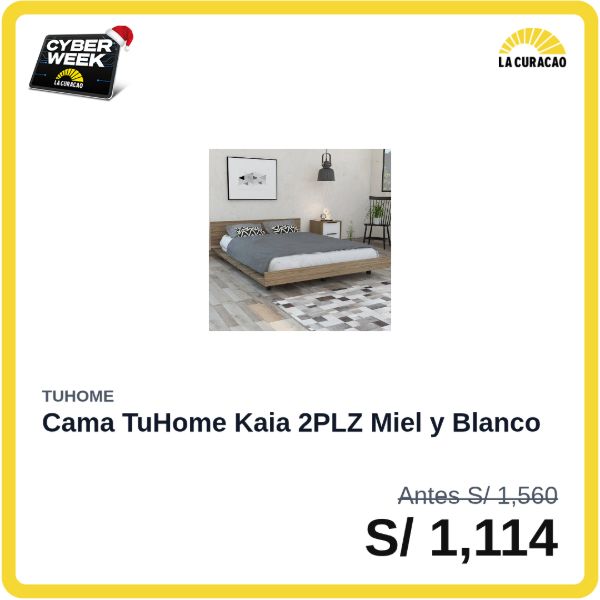 CYBER
WEEK
LA CURACAO
LA CURACAO
TUHOME
Cama TuHome Kaia 2PLZ Miel y Blanco
Antes S/ 1,560
S/ 1,114